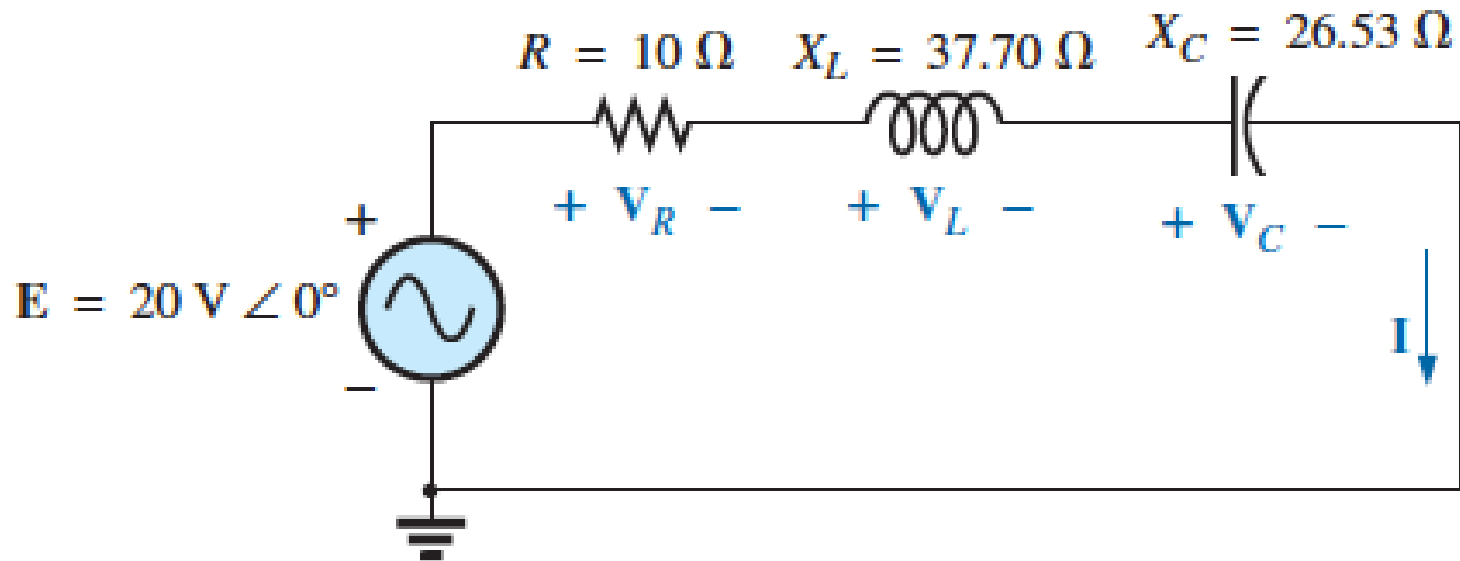 R = 10 Ω X_L = 37.70 Ω X_C = 26.53 Ω
+ V_R − + V_L − + V_C −
+
E = 20 V ∠ 0°
I
−